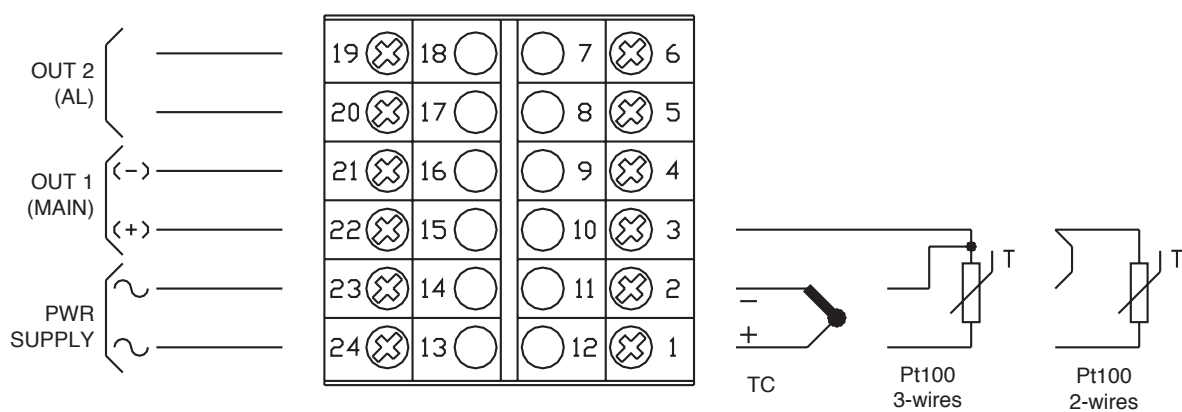 OUT 2
(AL)
OUT 1
(MAIN)
(-)
(+)
PWR
SUPPLY
19 18 7 6
20 17 8 5
21 16 9 4
22 15 10 3
23 14 11 2
24 13 12 1
−
+
TC
T
Pt100
3-wires
T
Pt100
2-wires